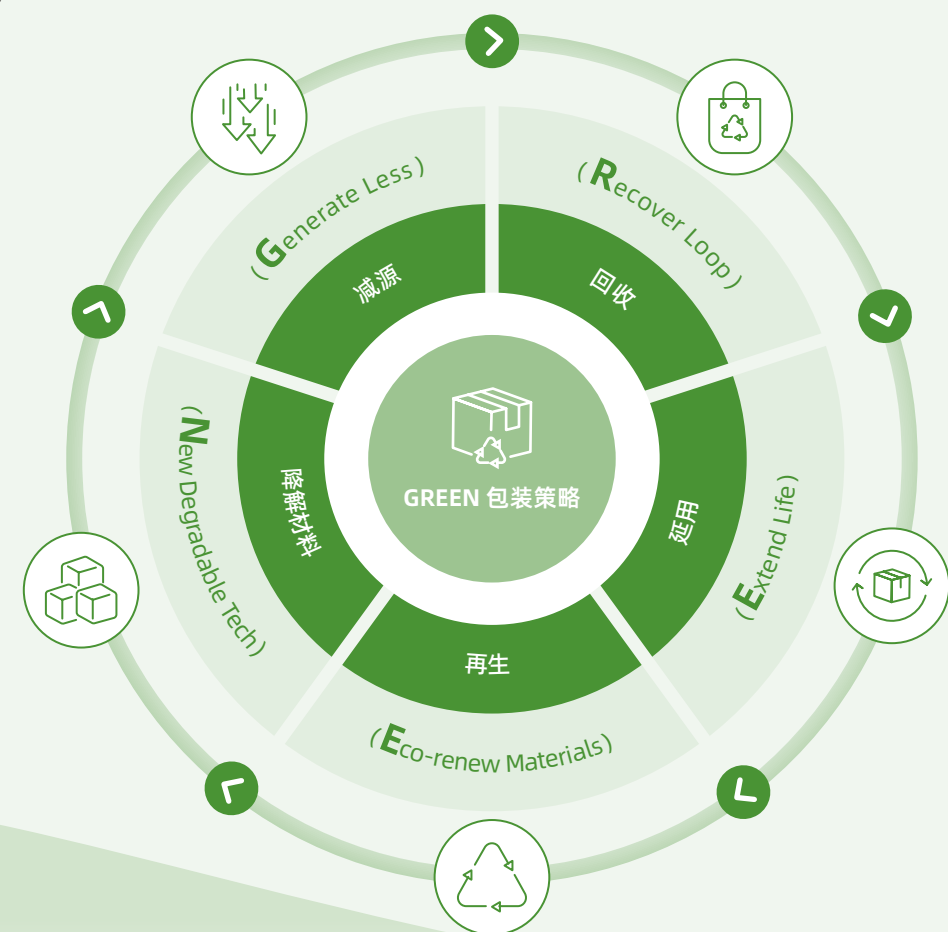 (Generate Less)
减源
(Recover Loop)
回收
(Extend Life)
延用
(Eco-renew Materials)
再生
(New Degradable Tech)
降解材料
GREEN 包装策略